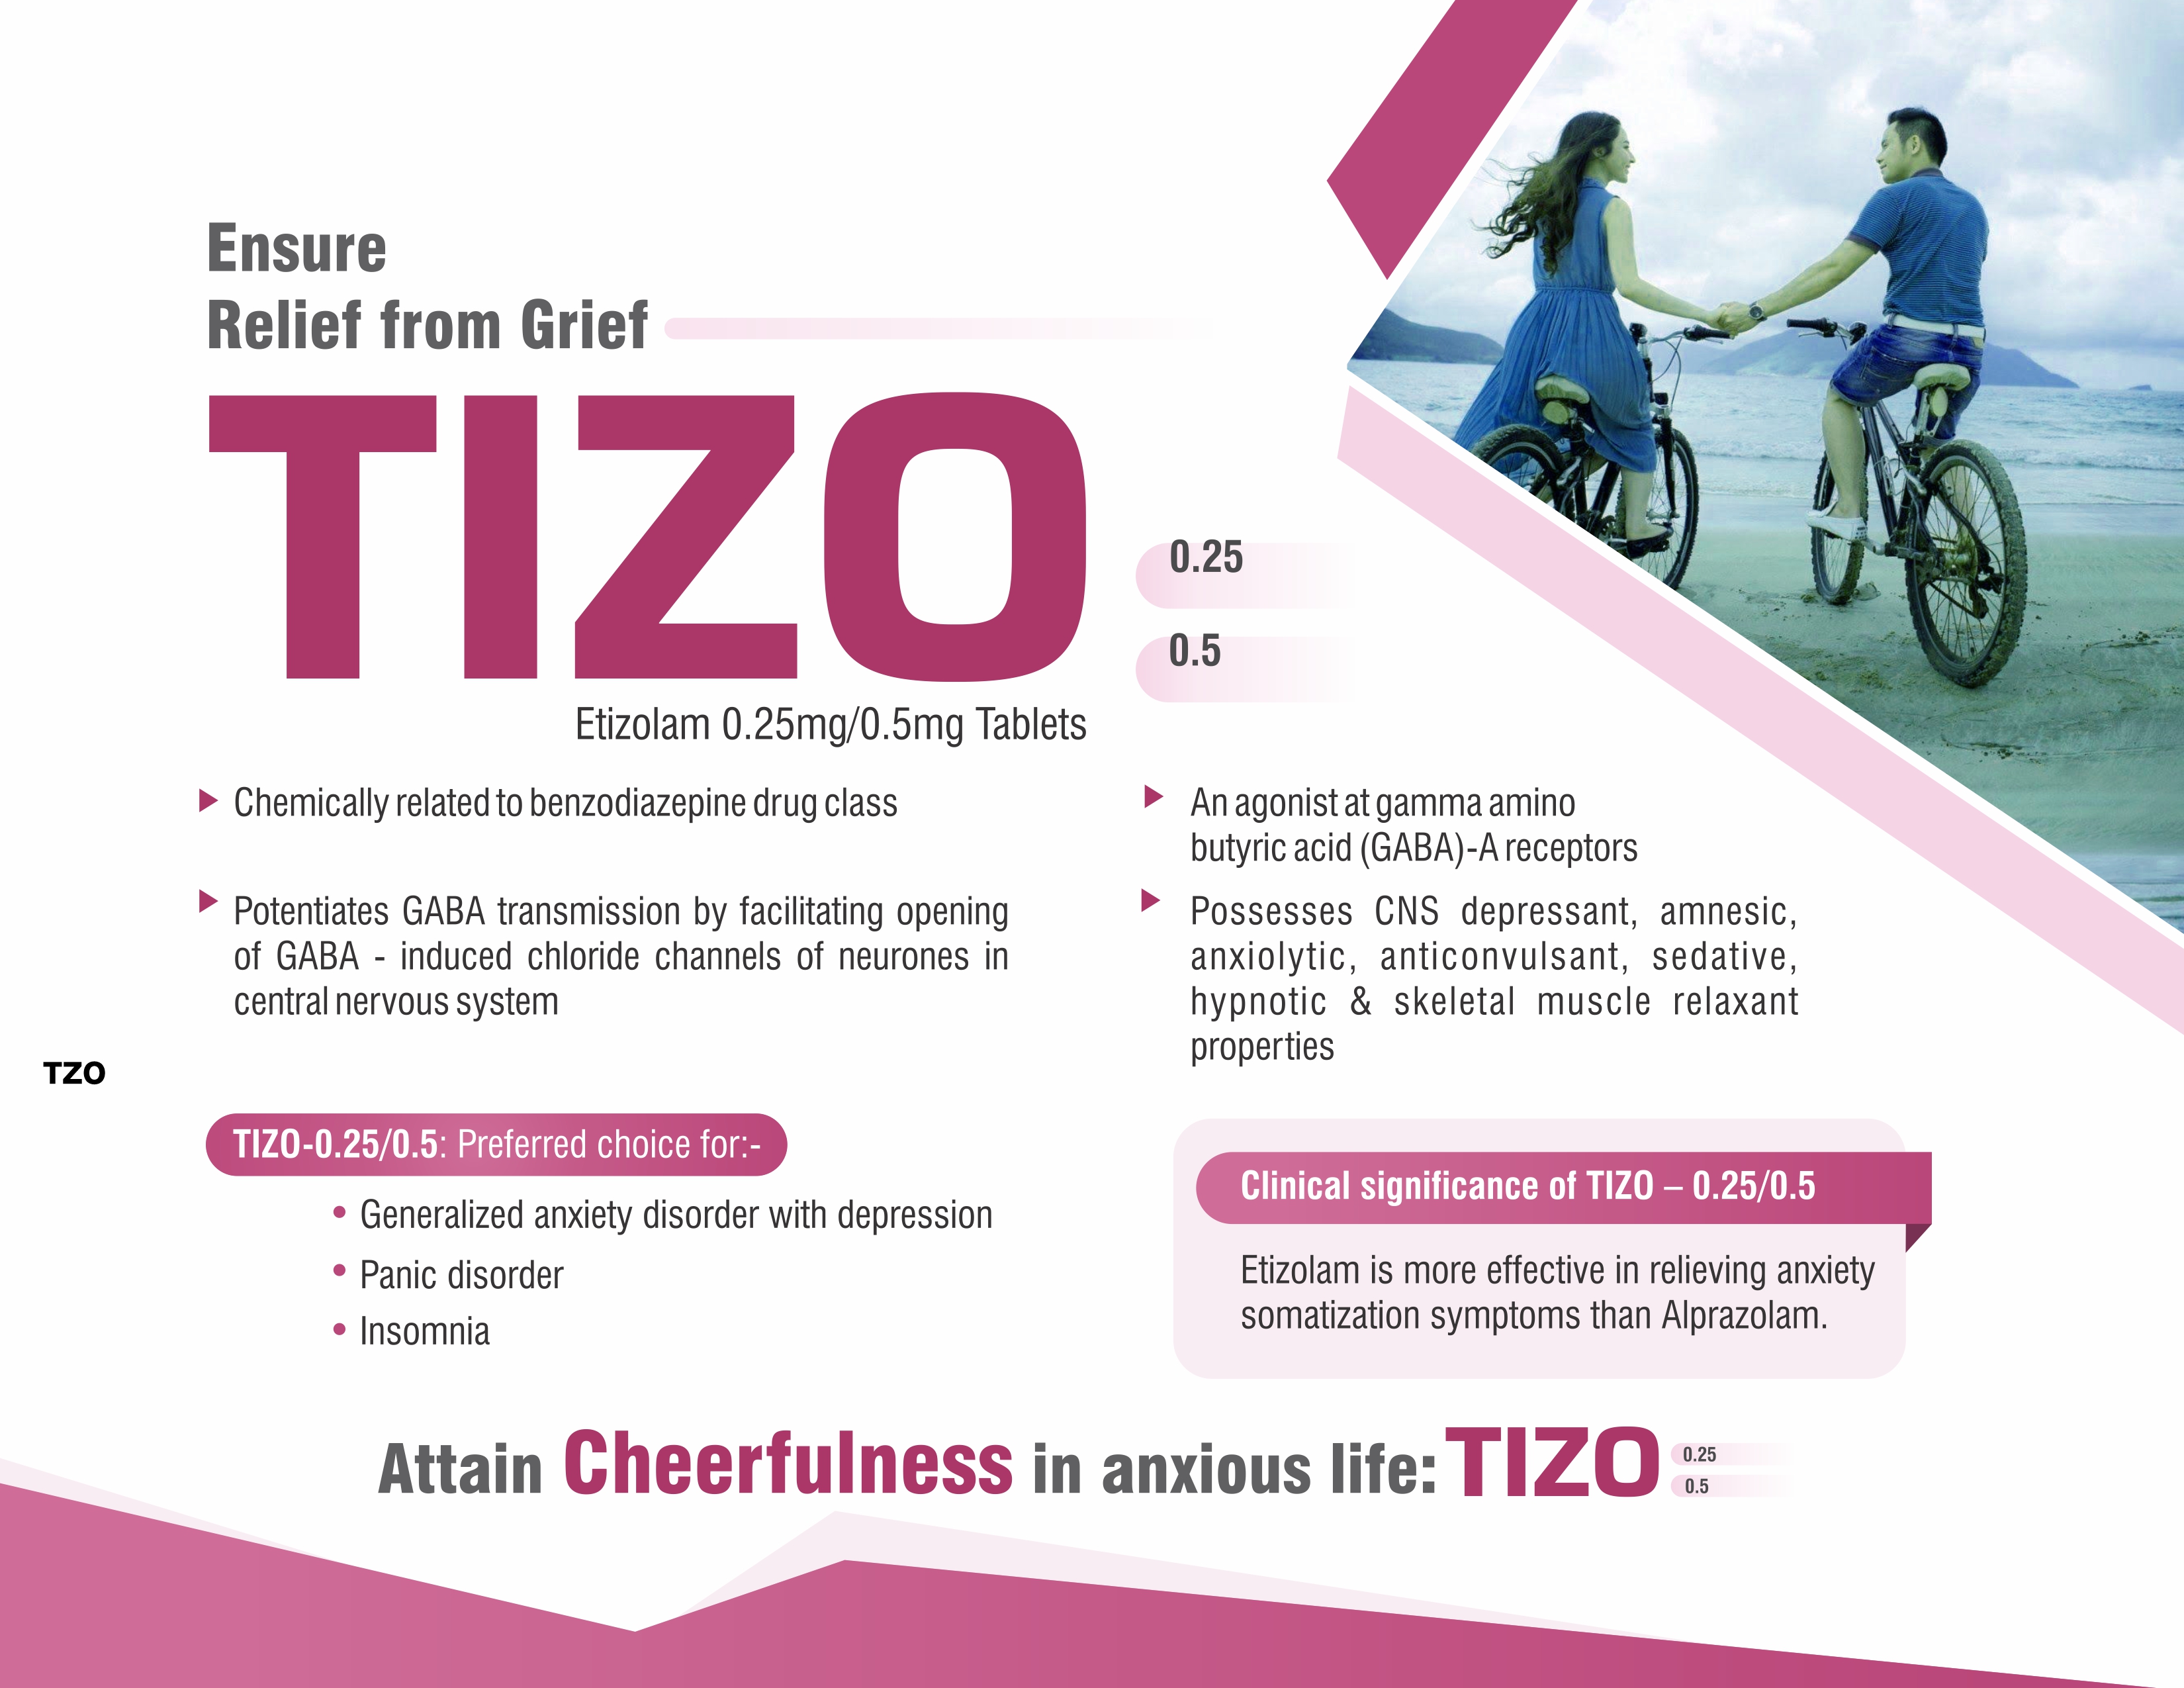 Ensure
Relief from Grief
TIZO
0.25
0.5
Etizolam 0.25mg/0.5mg Tablets
Chemically related to benzodiazepine drug class
Potentiates GABA transmission by facilitating opening
of GABA - induced chloride channels of neurones in
central nervous system
An agonist at gamma amino
butyric acid (GABA)-A receptors
Possesses CNS depressant, amnesic,
anxiolytic, anticonvulsant, sedative,
hypnotic & skeletal muscle relaxant
properties
TZO
TIZO-0.25/0.5: Preferred choice for:-
• Generalized anxiety disorder with depression
• Panic disorder
• Insomnia
Clinical significance of TIZO – 0.25/0.5
Etizolam is more effective in relieving anxiety
somatization symptoms than Alprazolam.
Attain Cheerfulness in anxious life: TIZO
0.25
0.5